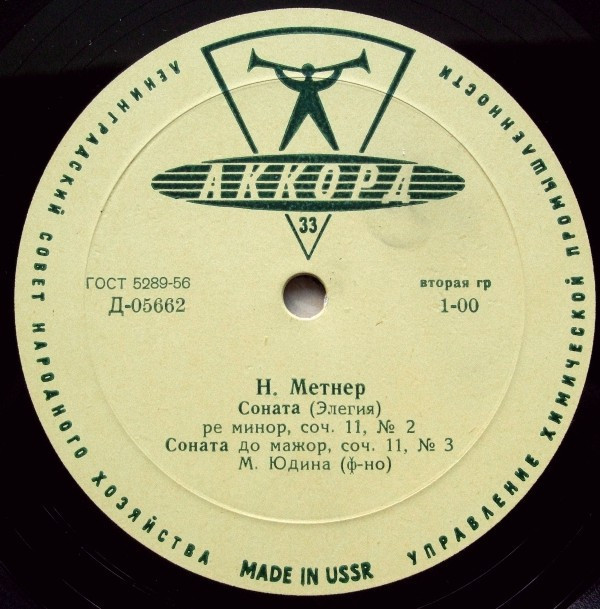 ЛЕНИНГРАДСКИЙ СОВЕТ НАРОДНОГО ХОЗЯЙСТВА
УПРАВЛЕНИЕ ХИМИЧЕСКОЙ ПРОМЫШЛЕННОСТИ
АККОРД
33
ГОСТ 5289-56
Д-05662
вторая гр
1-00
Н. Метнер
Соната (Элегия)
ре минор, соч. 11, № 2
Соната до мажор, соч. 11, № 3
М. Юдина (ф-но)
MADE IN USSR